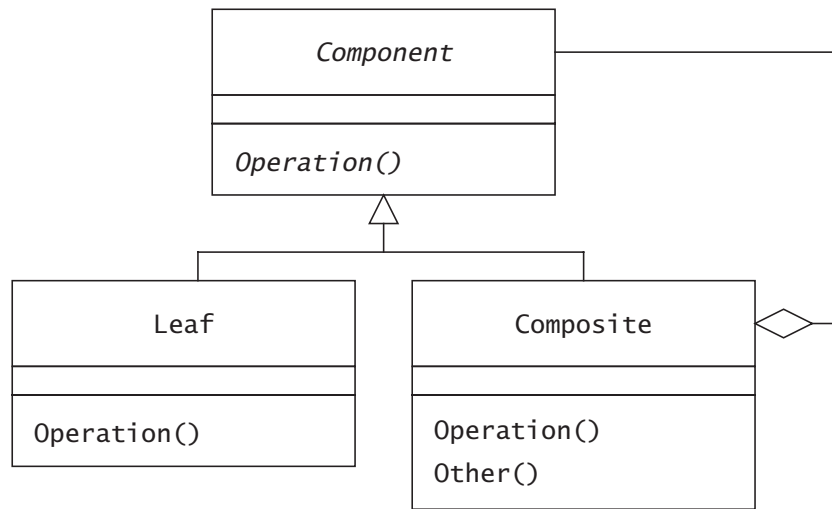 Component
Operation()
Leaf
Operation()
Composite
Operation()
Other()